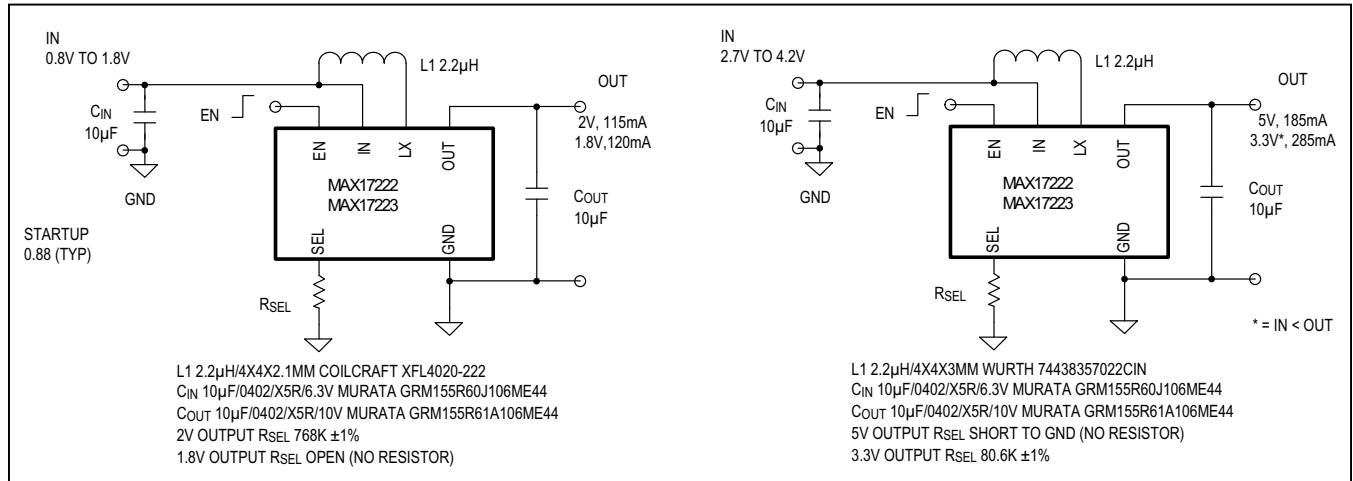 IN
0.8V TO 1.8V
L1 2.2µH
OUT
CIN
10µF
EN
2V, 115mA
1.8V,120mA
EN
IN
LX
OUT
MAX17222
MAX17223
GND
COUT
10µF
STARTUP
0.88 (TYP)
SEL
GND
RSEL
L1 2.2µH/4X4X2.1MM COILCRAFT XFL4020-222
CIN 10µF/0402/X5R/6.3V MURATA GRM155R60J106ME44
COUT 10µF/0402/X5R/10V MURATA GRM155R61A106ME44
2V OUTPUT RSEL 768K ±1%
1.8V OUTPUT RSEL OPEN (NO RESISTOR)
IN
2.7V TO 4.2V
L1 2.2µH
OUT
CIN
10µF
EN
5V, 185mA
3.3V*, 285mA
EN
IN
LX
OUT
MAX17222
MAX17223
GND
COUT
10µF
SEL
GND
RSEL
* = IN < OUT
L1 2.2µH/4X4X3MM WURTH 74438357022CIN
CIN 10µF/0402/X5R/6.3V MURATA GRM155R60J106ME44
COUT 10µF/0402/X5R/10V MURATA GRM155R61A106ME44
5V OUTPUT RSEL SHORT TO GND (NO RESISTOR)
3.3V OUTPUT RSEL 80.6K ±1%